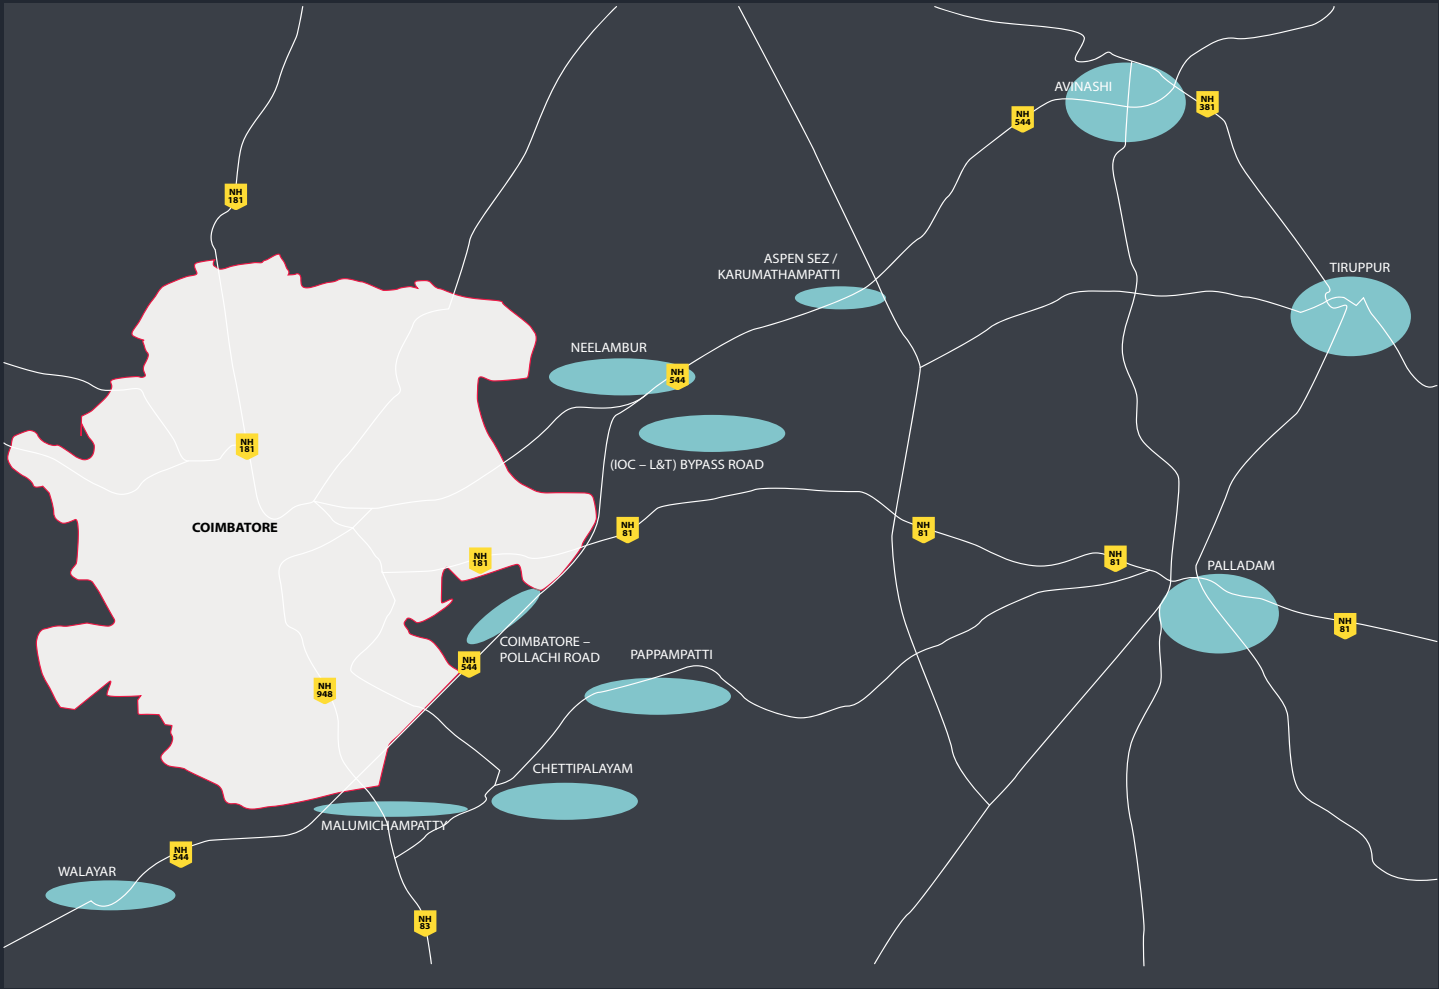 AVINASHI
NH
381
NH
544
NH
181
ASPEN SEZ /
KARUMATHAMPATTI
TIRUPPUR
NEELAMBUR
NH
544
NH
181
(IOC – L&T) BYPASS ROAD
COIMBATORE
NH
81
NH
81
NH
181
NH
81
PALLADAM
NH
81
COIMBATORE –
POLLACHI ROAD
NH
544
PAPPAMPATTI
NH
948
CHETTIPALAYAM
MALUMICHAMPATTY
NH
544
WALAYAR
NH
83